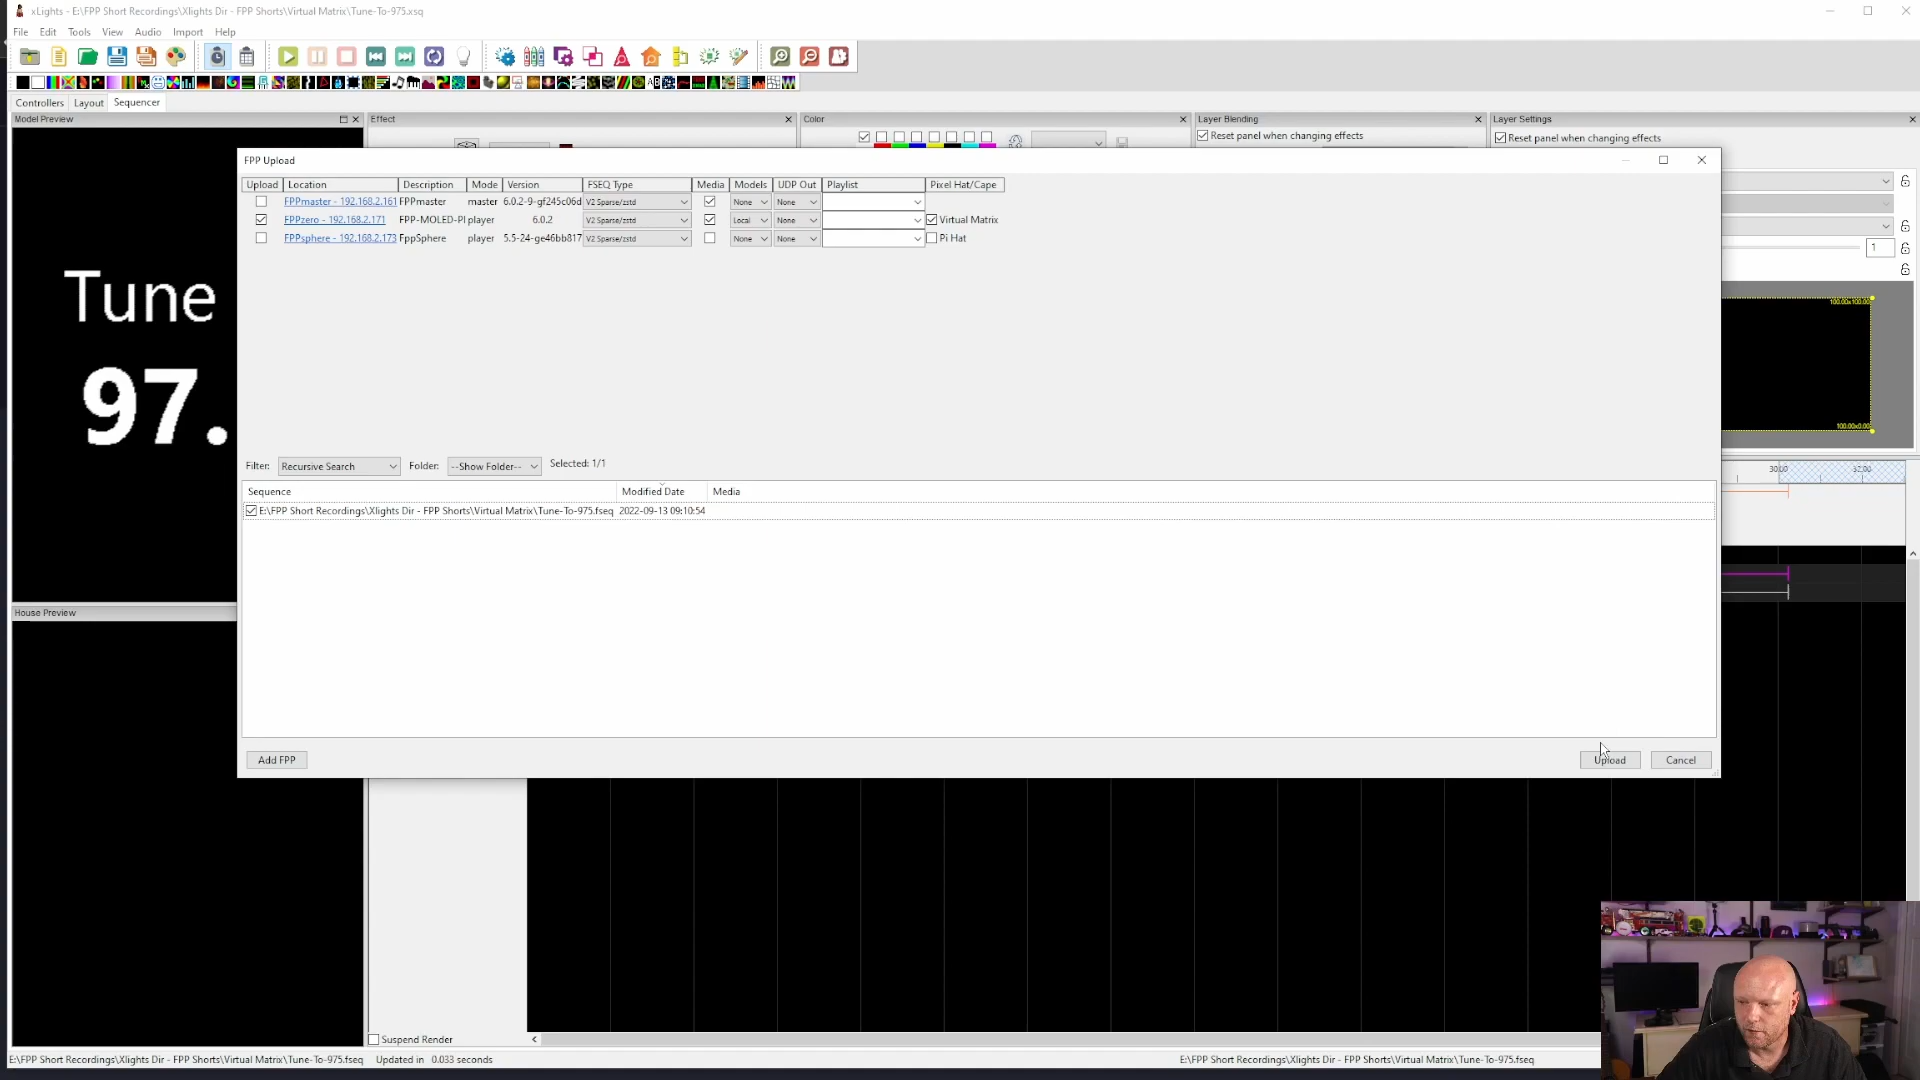 xLights - E:\FPP Short Recordings\Xlights Dir - FPP Shorts\Virtual Matrix\Tune-To-975.xsq
File Edit Tools View Audio Import Help
Controllers Layout Sequencer
Model Preview Effect Color Layer Blending Layer Settings
Reset panel when changing effects Reset panel when changing effects
FPP Upload
Upload Location Description Mode Version FSEQ Type Media Models UDP Out Playlist Pixel Hat/Cape
FPPmaster - 192.168.2.161 FPPmaster master 6.0.2-9-gf245c06d V2 Sparse/zstd None None
FPPzero - 192.168.2.171 FPP-MOLED-PI player 6.0.2 V2 Sparse/zstd Local None Virtual Matrix
FPPsphere - 192.168.2.173 FppSphere player 5.5-24-ge46bb817 V2 Sparse/zstd None None Pi Hat
1
Tune
97.
100.00x100.00
100.00x0.00
Filter: Recursive Search Folder: --Show Folder-- Selected: 1/1
Sequence Modified Date Media
E:\FPP Short Recordings\Xlights Dir - FPP Shorts\Virtual Matrix\Tune-To-975.fseq 2022-09-13 09:10:54
House Preview
Add FPP Upload Cancel
Suspend Render
E:\FPP Short Recordings\Xlights Dir - FPP Shorts\Virtual Matrix\Tune-To-975.fseq Updated in 0.033 seconds E:\FPP Short Recordings\Xlights Dir - FPP Shorts\Virtual Matrix\Tune-To-975.fseq